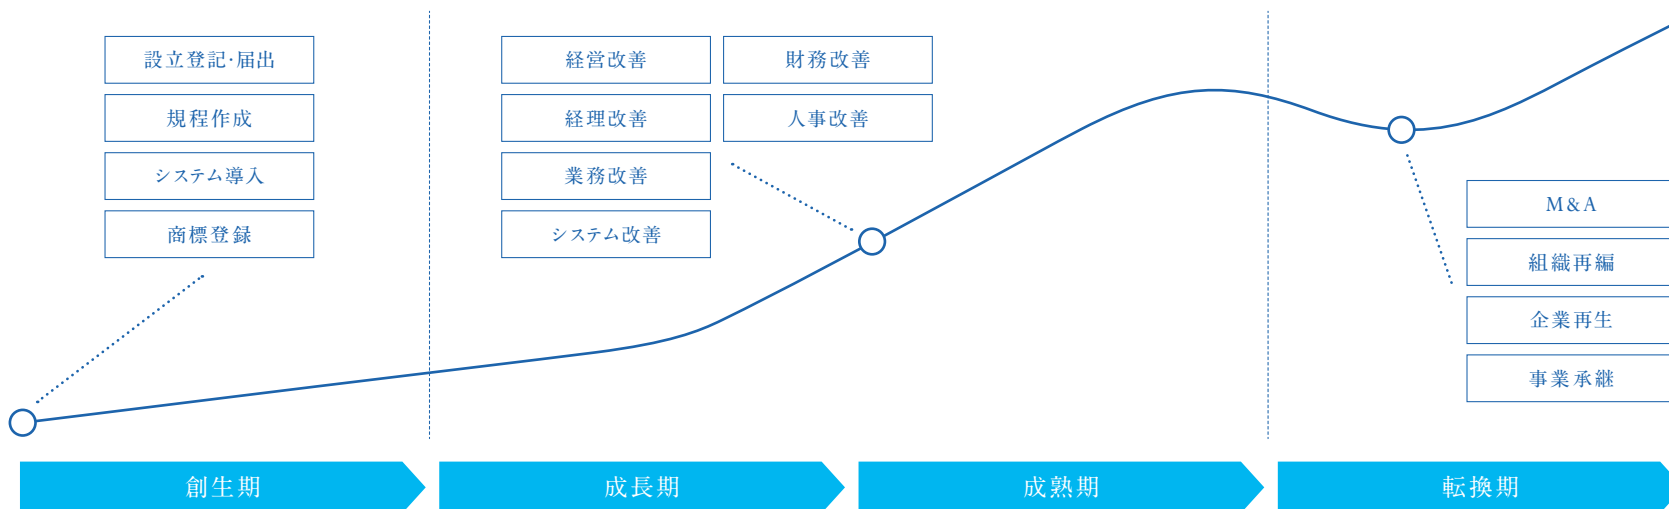 設立登記·届出
規程作成
システム導入
商標登録
経営改善
財務改善
経理改善
人事改善
業務改善
システム改善
M&A
組織再編
企業再生
事業承継
創生期
成長期
成熟期
転換期